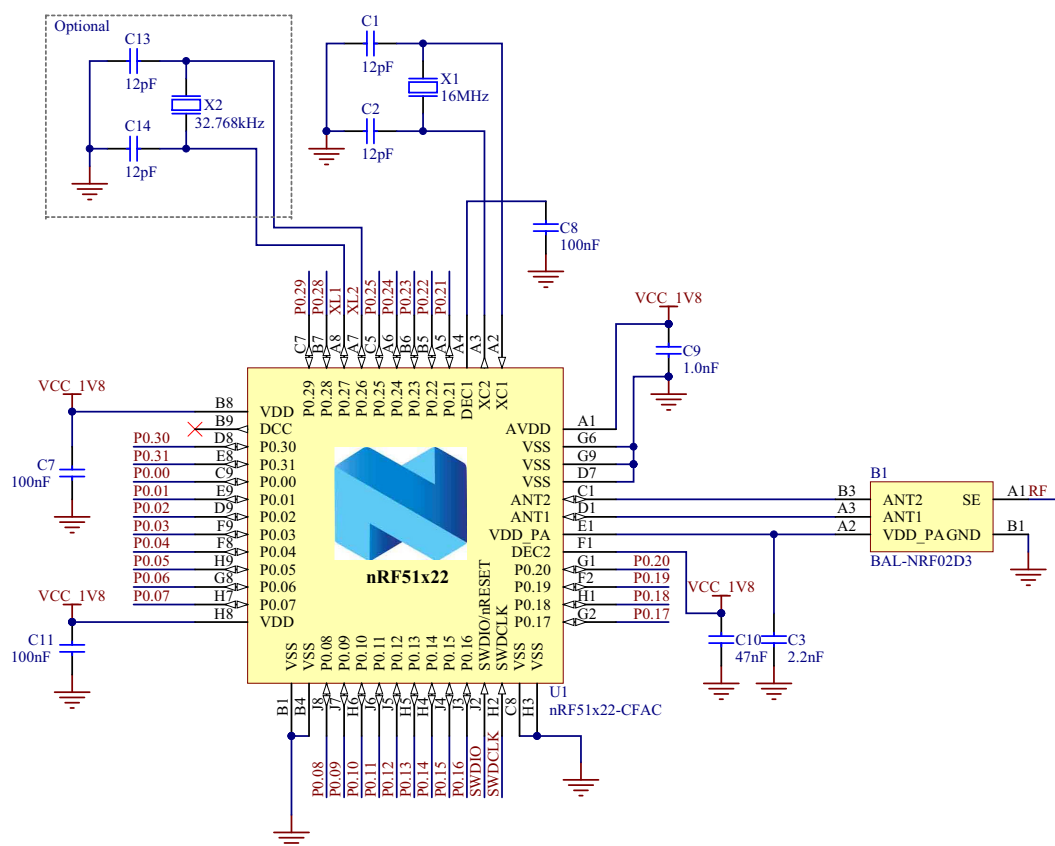 Optional
C13
12pF
X2
32.768kHz
C14
12pF
C1
12pF
X1
16MHz
C2
12pF
C8
100nF
P0.29
P0.28
XL1
XL2
P0.25
P0.24
P0.23
P0.22
P0.21
C7
B7
A8
A7
C5
A6
B6
B5
A5
A4
A3
A2
P0.29
P0.28
P0.27
P0.26
P0.25
P0.24
P0.23
P0.22
P0.21
DEC1
XC2
XC1
VCC_1V8
C9
1.0nF
VCC_1V8
C7
100nF
B8 VDD
B9 DCC
P0.30 D8 P0.30
P0.31 E8 P0.31
P0.00 C9 P0.00
P0.01 E9 P0.01
P0.02 D9 P0.02
P0.03 F9 P0.03
P0.04 F8 P0.04
P0.05 H9 P0.05
P0.06 G8 P0.06
P0.07 H7 P0.07
H8 VDD
VCC_1V8
C11
100nF
nRF51x22
AVDD A1
VSS G6
VSS G9
VSS D7
ANT2 C1
ANT1 D1
VDD_PA E1
DEC2 F1
P0.20 G1 P0.20
P0.19 F2 P0.19
P0.18 H1 P0.18
P0.17 G2 P0.17
B1
B3 ANT2 SE A1 RF
A3 ANT1
A2 VDD_PA GND B1
BAL-NRF02D3
VCC_1V8
C10
47nF
C3
2.2nF
VSS
VSS
P0.08
P0.09
P0.10
P0.11
P0.12
P0.13
P0.14
P0.15
P0.16
SWDIO/nRESET
SWDCLK
VSS
VSS
U1
nRF51x22-CFAC
B1
B4
J8
J7
H6
J6
J5
H5
H4
J4
J3
J2
H2
C8
H3
P0.08
P0.09
P0.10
P0.11
P0.12
P0.13
P0.14
P0.15
P0.16
SWDIO
SWDCLK